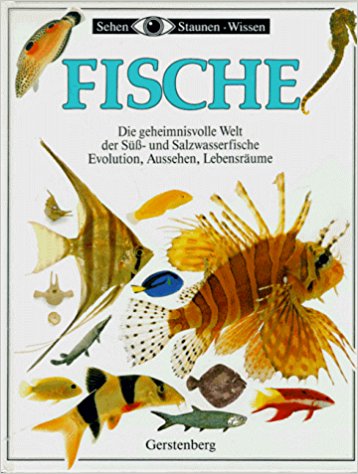 Sehen Staunen · Wissen
FISCHE
Die geheimnisvolle Welt
der Süß- und Salzwasserfische
Evolution, Aussehen, Lebensräume
Gerstenberg